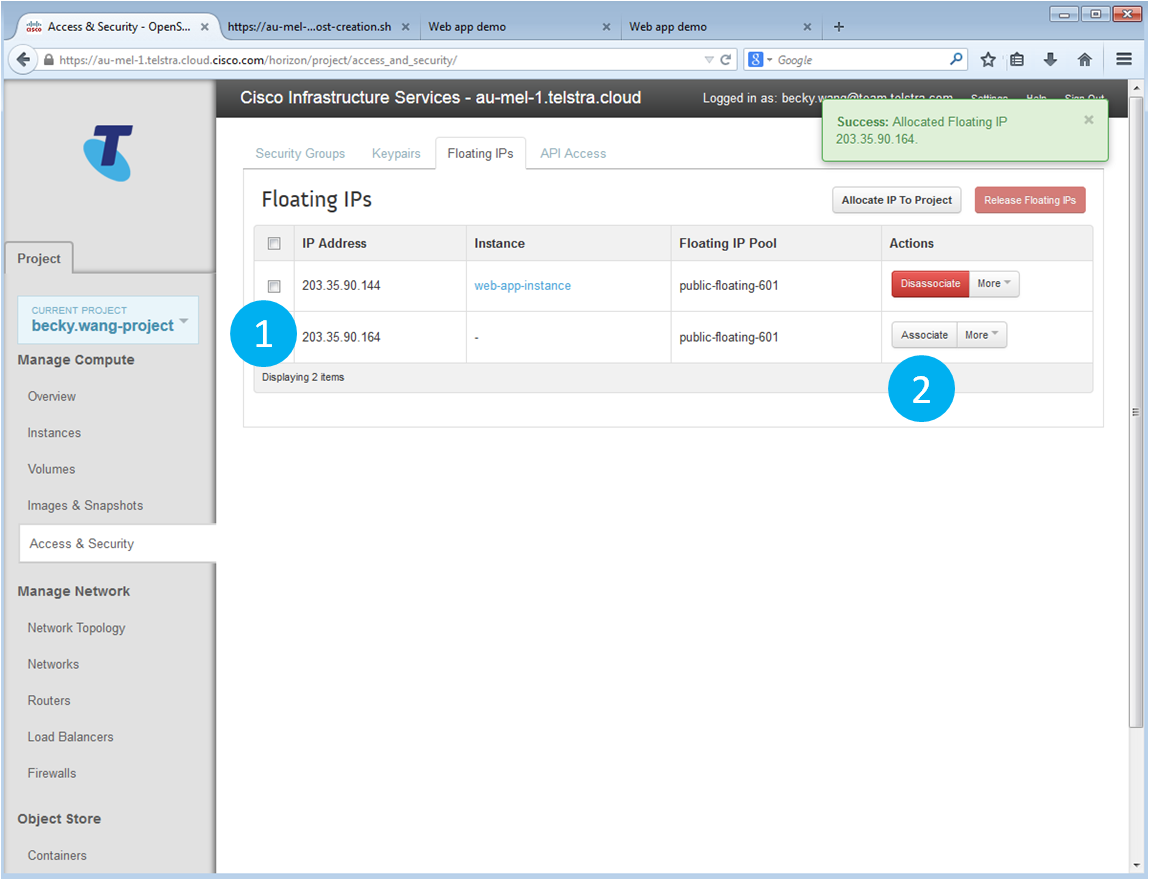 Access & Security - OpenS...
https://au-mel-...ost-creation.sh
Web app demo
Web app demo
https://au-mel-1.telstra.cloud.cisco.com/horizon/project/access_and_security/
Google
Cisco Infrastructure Services - au-mel-1.telstra.cloud
Logged in as: becky.wang@team.telstra.com
Settings
Help
Sign Out
Success: Allocated Floating IP
203.35.90.164.
Security Groups
Keypairs
Floating IPs
API Access
Floating IPs
Allocate IP To Project
Release Floating IPs
IP Address
Instance
Floating IP Pool
Actions
203.35.90.144
web-app-instance
public-floating-601
Disassociate
More
1
203.35.90.164
-
public-floating-601
Associate
More
Displaying 2 items
2
cisco
T
Project
CURRENT PROJECT
becky.wang-project
Manage Compute
Overview
Instances
Volumes
Images & Snapshots
Access & Security
Manage Network
Network Topology
Networks
Routers
Load Balancers
Firewalls
Object Store
Containers